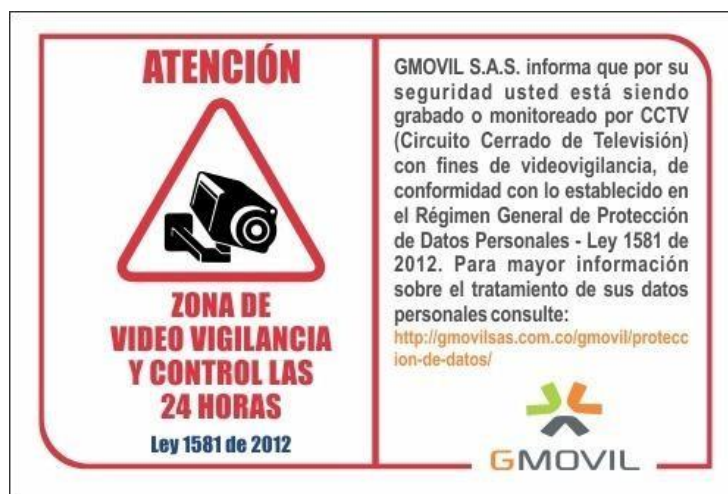 ATENCIÓN
ZONA DE
VIDEO VIGILANCIA
Y CONTROL LAS
24 HORAS
Ley 1581 de 2012
GMOVIL S.A.S. informa que por su
seguridad usted está siendo
grabado o monitoreado por CCTV
(Circuito Cerrado de Televisión)
con fines de videovigilancia, de
conformidad con lo establecido en
el Régimen General de Protección
de Datos Personales - Ley 1581 de
2012. Para mayor información
sobre el tratamiento de sus datos
personales consulte:
http://gmovilsas.com.co/gmovil/protecc
ion-de-datos/
GMOVIL